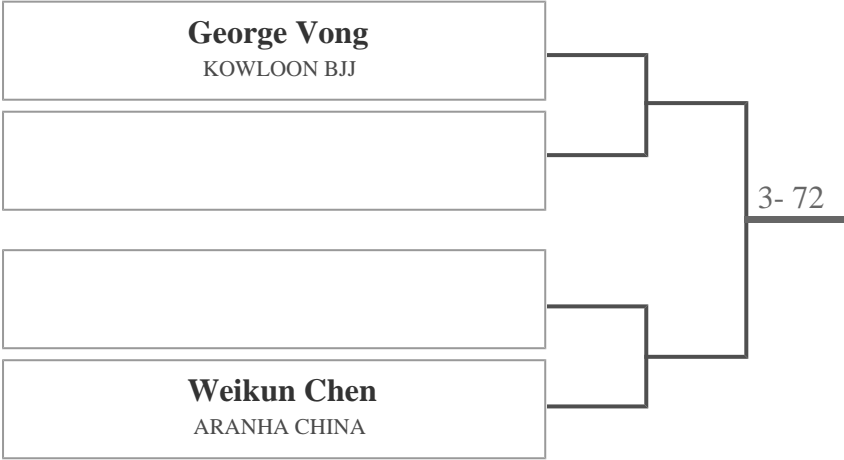 George Vong
KOWLOON BJJ
3- 72
Weikun Chen
ARANHA CHINA